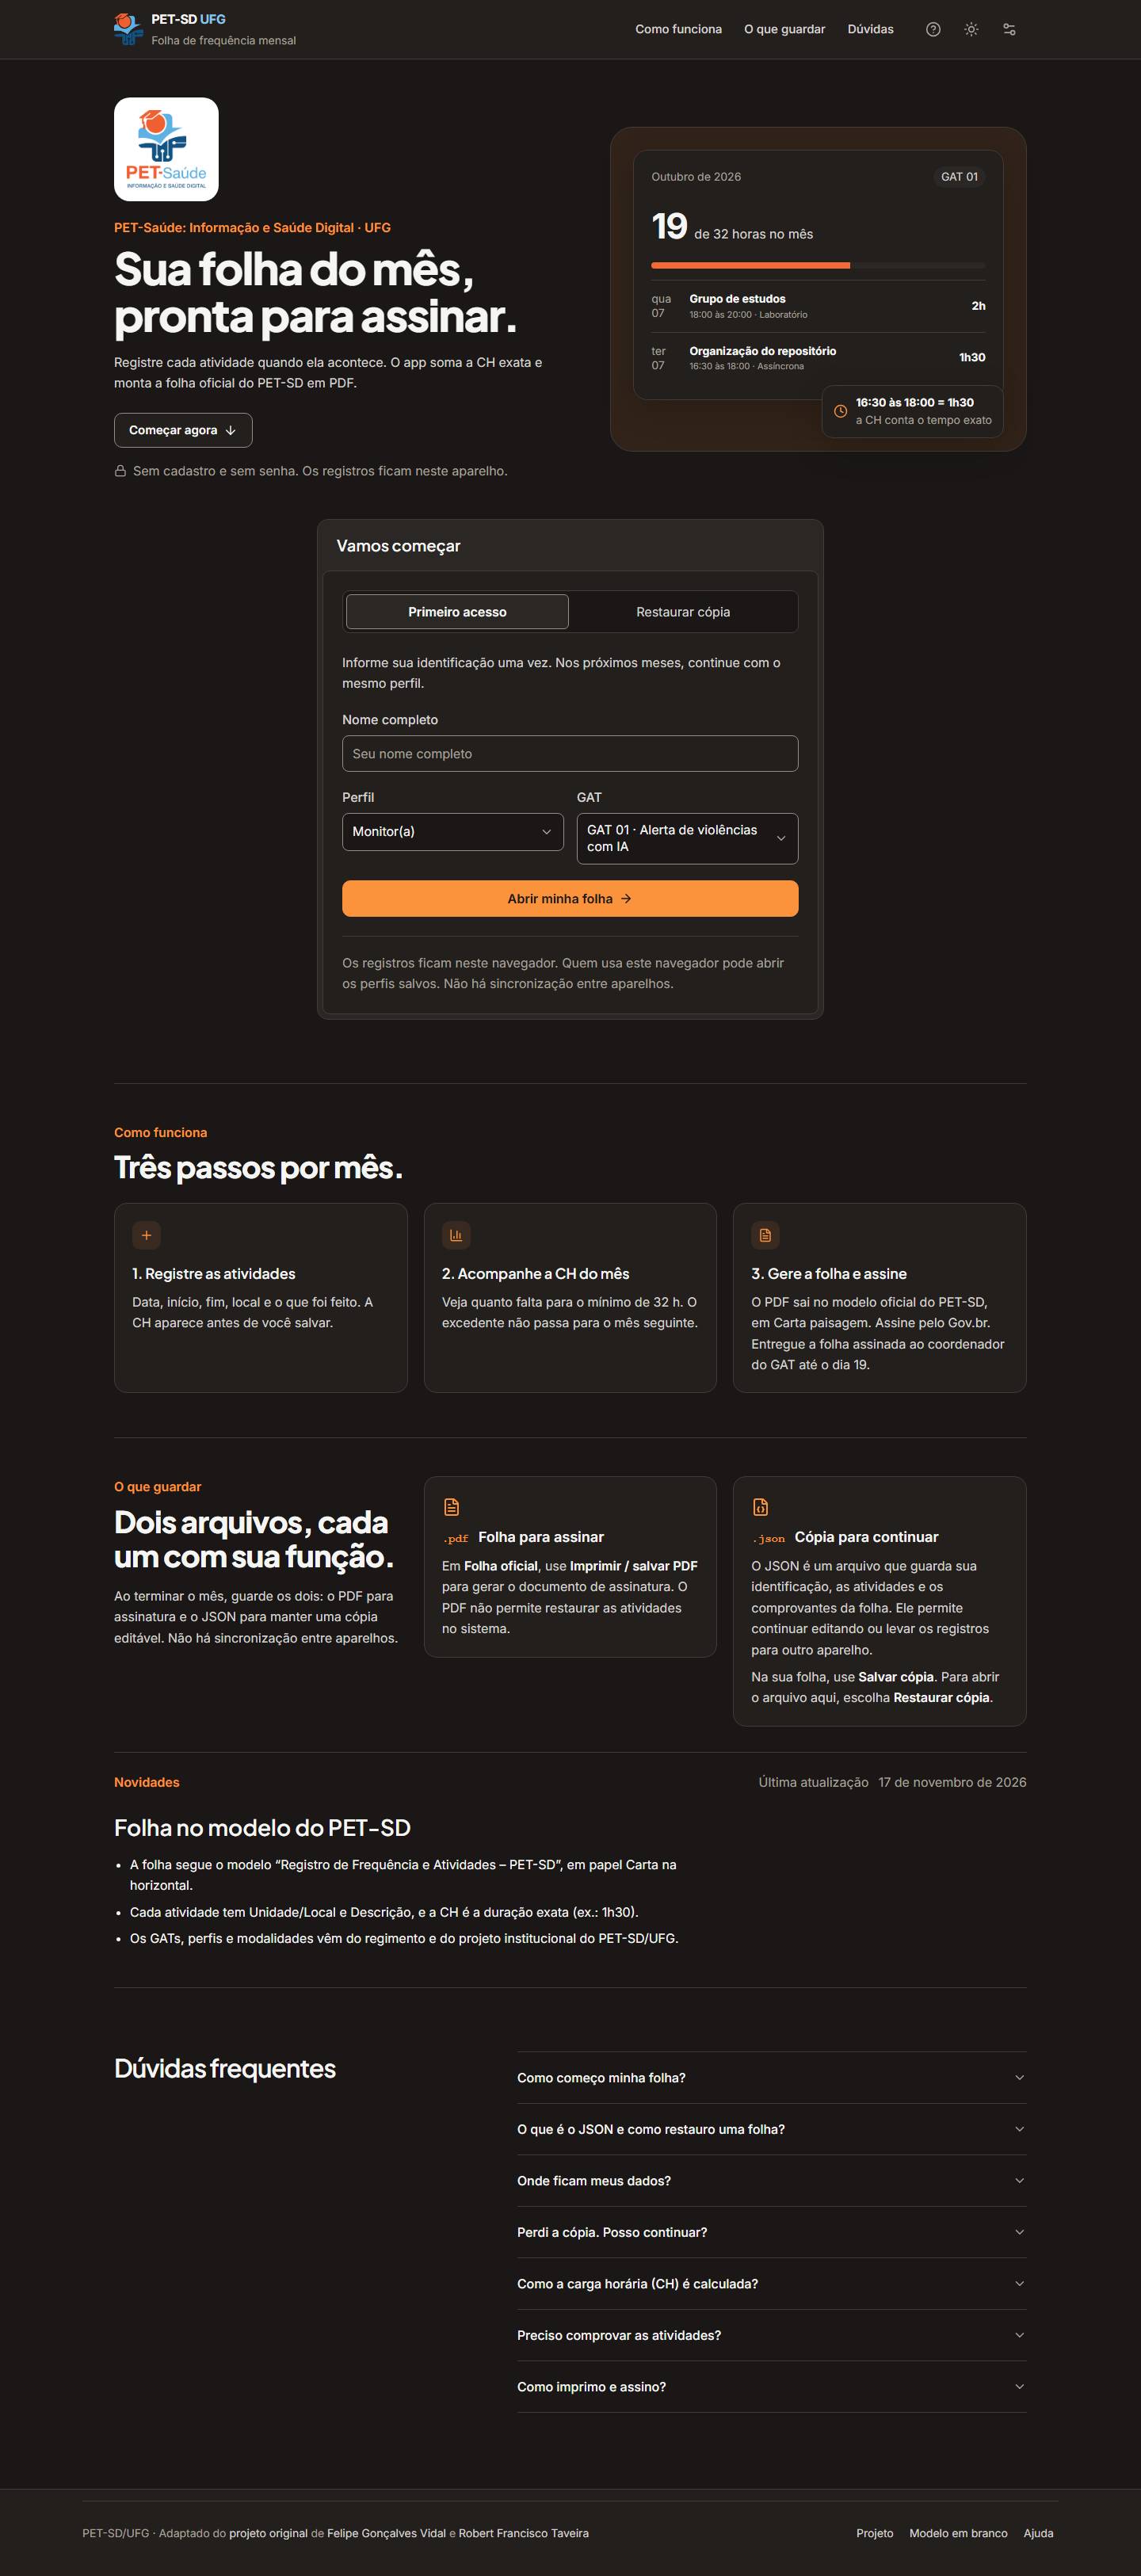 PET-SD UFG
Folha de frequência mensal
Como funciona
O que guardar
Dúvidas
PET-Saúde
INFORMAÇÃO E SAÚDE DIGITAL
PET-Saúde: Informação e Saúde Digital · UFG
Sua folha do mês,
pronta para assinar.
Registre cada atividade quando ela acontece. O app soma a CH exata e
monta a folha oficial do PET-SD em PDF.
Começar agora
Sem cadastro e sem senha. Os registros ficam neste aparelho.
Outubro de 2026
GAT 01
19 de 32 horas no mês
qua
07
Grupo de estudos
18:00 às 20:00 · Laboratório
2h
ter
07
Organização do repositório
16:30 às 18:00 · Assíncrona
1h30
16:30 às 18:00 = 1h30
a CH conta o tempo exato
Vamos começar
Primeiro acesso
Restaurar cópia
Informe sua identificação uma vez. Nos próximos meses, continue com o
mesmo perfil.
Nome completo
Seu nome completo
Perfil
GAT
Monitor(a)
GAT 01 · Alerta de violências
com IA
Abrir minha folha
Os registros ficam neste navegador. Quem usa este navegador pode abrir
os perfis salvos. Não há sincronização entre aparelhos.
Como funciona
Três passos por mês.
1. Registre as atividades
Data, início, fim, local e o que foi feito. A
CH aparece antes de você salvar.
2. Acompanhe a CH do mês
Veja quanto falta para o mínimo de 32 h. O
excedente não passa para o mês seguinte.
3. Gere a folha e assine
O PDF sai no modelo oficial do PET-SD,
em Carta paisagem. Assine pelo Gov.br.
Entregue a folha assinada ao coordenador
do GAT até o dia 19.
O que guardar
Dois arquivos, cada
um com sua função.
Ao terminar o mês, guarde os dois: o PDF para
assinatura e o JSON para manter uma cópia
editável. Não há sincronização entre aparelhos.
.pdf Folha para assinar
Em Folha oficial, use Imprimir / salvar PDF
para gerar o documento de assinatura. O
PDF não permite restaurar as atividades
no sistema.
.json Cópia para continuar
O JSON é um arquivo que guarda sua
identificação, as atividades e os
comprovantes da folha. Ele permite
continuar editando ou levar os registros
para outro aparelho.
Na sua folha, use Salvar cópia. Para abrir
o arquivo aqui, escolha Restaurar cópia.
Novidades
Última atualização 17 de novembro de 2026
Folha no modelo do PET-SD
• A folha segue o modelo “Registro de Frequência e Atividades – PET-SD”, em papel Carta na
horizontal.
• Cada atividade tem Unidade/Local e Descrição, e a CH é a duração exata (ex.: 1h30).
• Os GATs, perfis e modalidades vêm do regimento e do projeto institucional do PET-SD/UFG.
Dúvidas frequentes
Como começo minha folha?
O que é o JSON e como restauro uma folha?
Onde ficam meus dados?
Perdi a cópia. Posso continuar?
Como a carga horária (CH) é calculada?
Preciso comprovar as atividades?
Como imprimo e assino?
PET-SD/UFG · Adaptado do projeto original de Felipe Gonçalves Vidal e Robert Francisco Taveira
Projeto
Modelo em branco
Ajuda